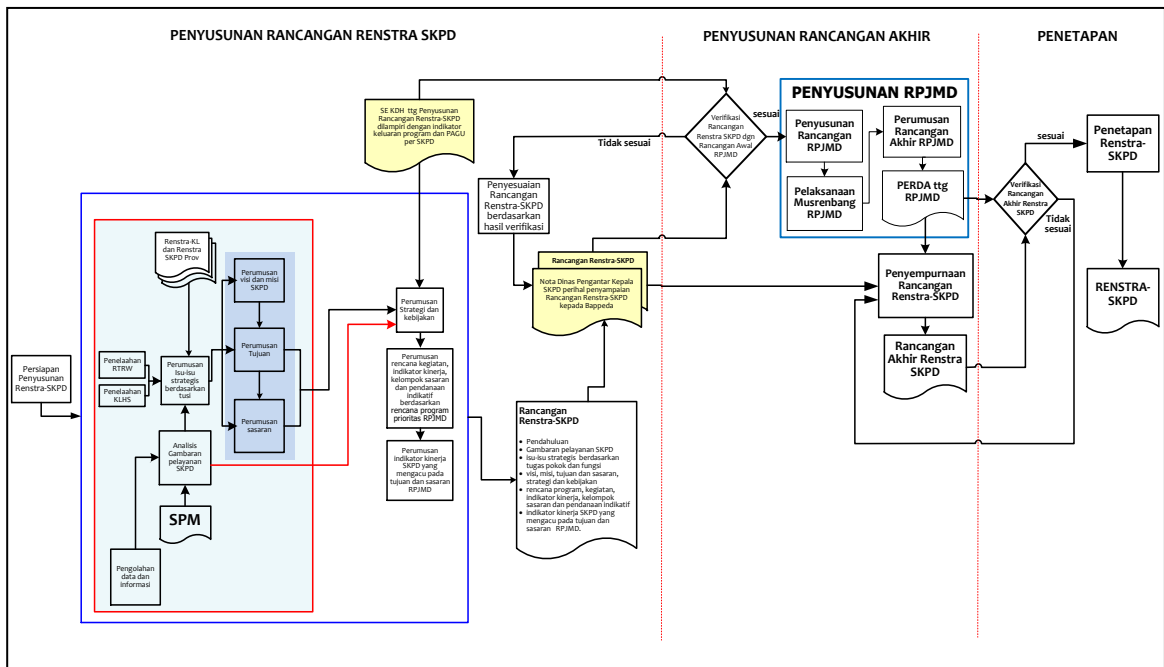 PENYUSUNAN RANCANGAN RENSTRA SKPD
PENYUSUNAN RANCANGAN AKHIR
PENETAPAN
SE KDH ttg Penyusunan
Rancangan Renstra-SKPD
dilampiri dengan indikator
keluaran program dan PAGU
per SKPD
Tidak sesuai
Verifikasi
Rancangan
Renstra SKPD dgn
Rancangan Awal
RPJMD
sesuai
PENYUSUNAN RPJMD
Penyusunan
Rancangan
RPJMD
Perumusan
Rancangan
Akhir RPJMD
Pelaksanaan
Musrenbang
RPJMD
PERDA ttg
RPJMD
sesuai
Penetapan
Renstra-
SKPD
Verifikasi
Rancangan
Akhir Renstra
SKPD
Tidak
sesuai
Penyesuaian
Rancangan
Renstra-SKPD
berdasarkan
hasil verifikasi
Rancangan Renstra-SKPD
Nota Dinas Pengantar Kepala
SKPD perihal penyampaian
Rancangan Renstra-SKPD
kepada Bappeda
Penyempurnaan
Rancangan
Renstra-SKPD
RENSTRA-
SKPD
Rancangan
Akhir Renstra
SKPD
Renstra-KL
dan Renstra
SKPD Prov
Perumusan
visi dan misi
SKPD
Perumusan
Strategi dan
kebijakan
Persiapan
Penyusunan
Renstra-SKPD
Penelaahan
RTRW
Penelaahan
KLHS
Perumusan
Isu-isu
strategis
berdasarkan
tusi
Perumusan
Tujuan
Perumusan
sasaran
Perumusan
rencana kegiatan,
indikator kinerja,
kelompok sasaran
dan pendanaan
indikatif berdasarkan
rencana program
prioritas RPJMD
Analisis
Gambaran
pelayanan
SKPD
Perumusan
indikator kinerja
SKPD yang
mengacu pada
tujuan dan sasaran
RPJMD
SPM
Pengolahan
data dan
informasi
Rancangan
Renstra-SKPD
• Pendahuluan
• Gambaran pelayanan SKPD
• isu-isu strategis berdasarkan
tugas pokok dan fungsi
• visi, misi, tujuan dan sasaran,
strategi dan kebijakan
• rencana program, kegiatan,
indikator kinerja, kelompok
sasaran dan pendanaan indikatif
• indikator kinerja SKPD yang
mengacu pada tujuan dan
sasaran RPJMD.